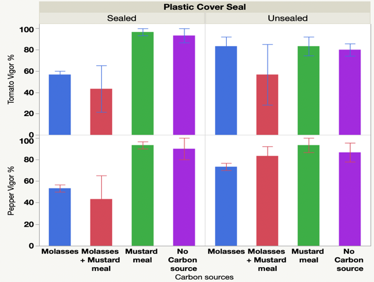 Plastic Cover Seal
Sealed Unsealed
Tomato Vigor %
100
80
60
40
20
0
Pepper Vigor %
100
80
60
40
20
0
Molasses Molasses + Mustard meal Mustard meal No Carbon source Molasses Molasses + Mustard meal Mustard meal No Carbon source
Carbon sources